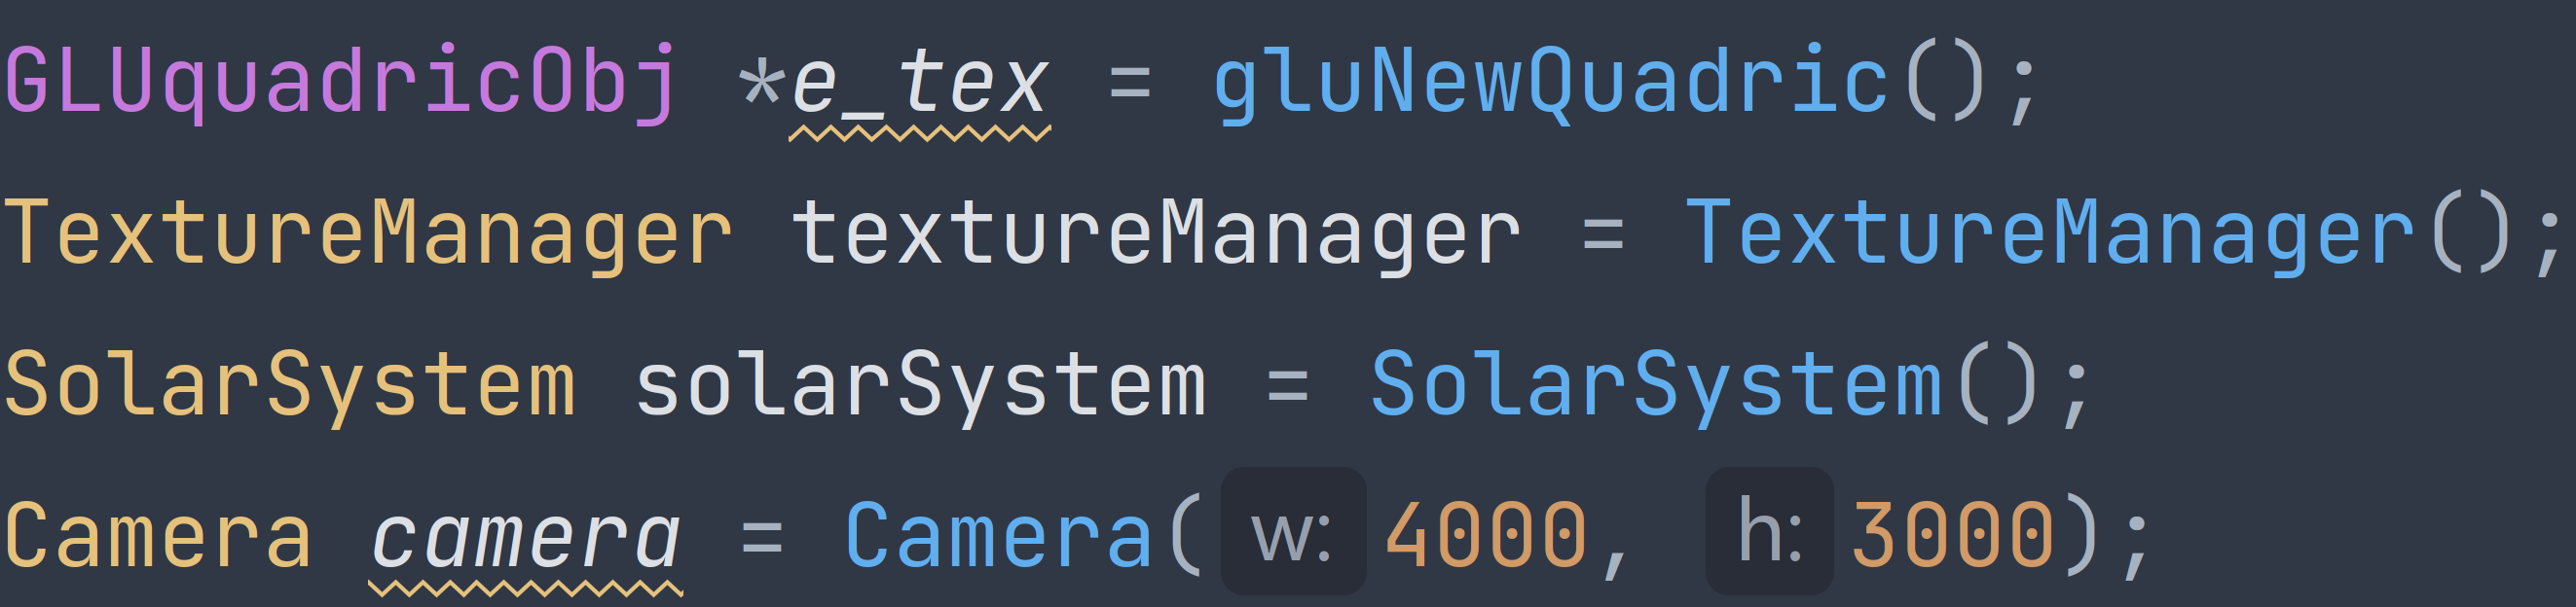 GLUquadricObj *e_tex = gluNewQuadric();
TextureManager textureManager = TextureManager();
SolarSystem solarSystem = SolarSystem();
Camera camera = Camera( w: 4000, h: 3000);